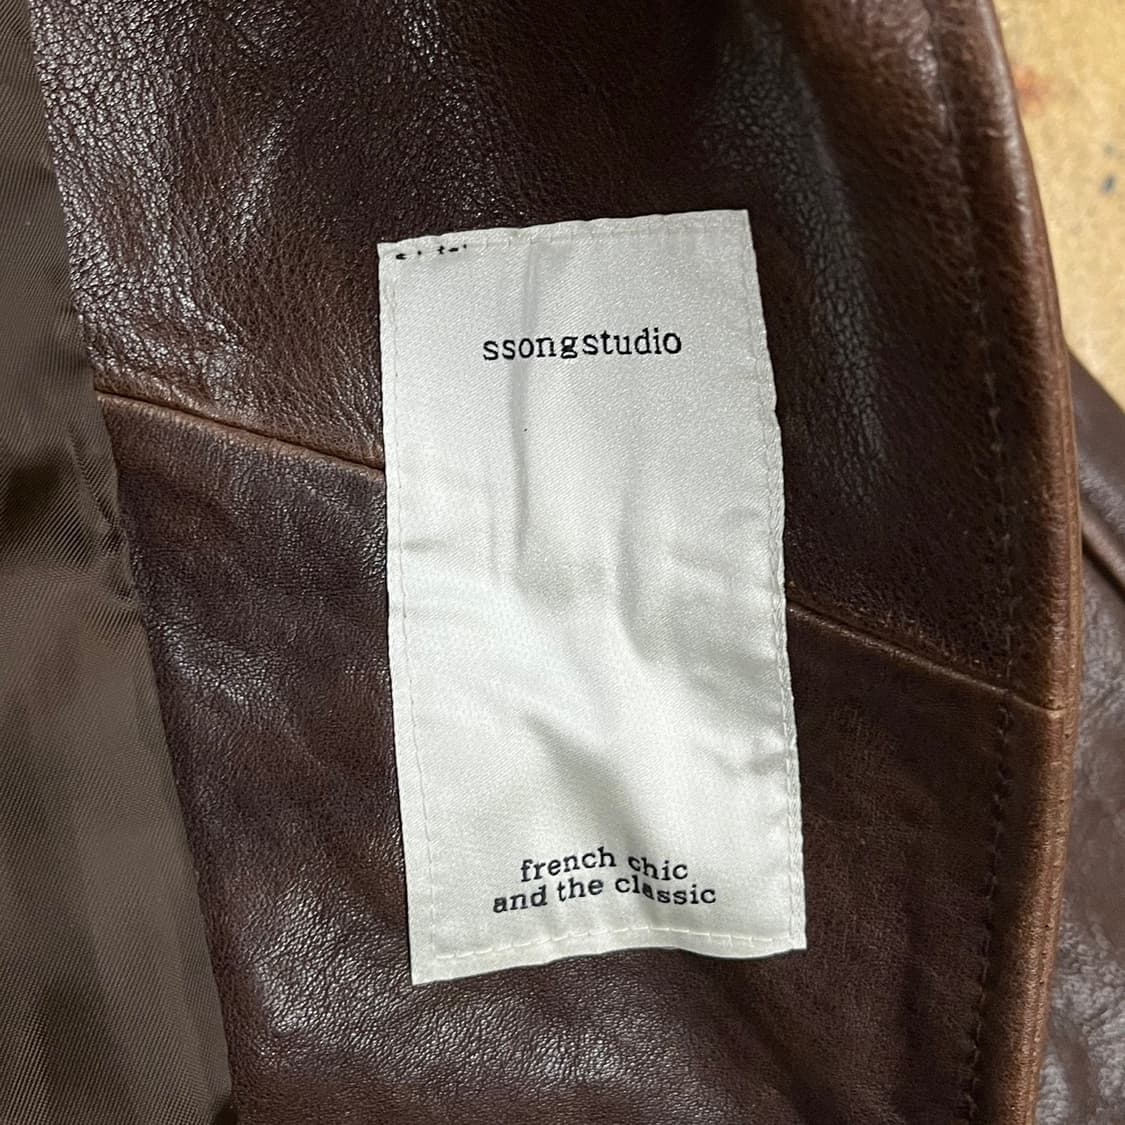 ssongstudio
french chic
and the classic